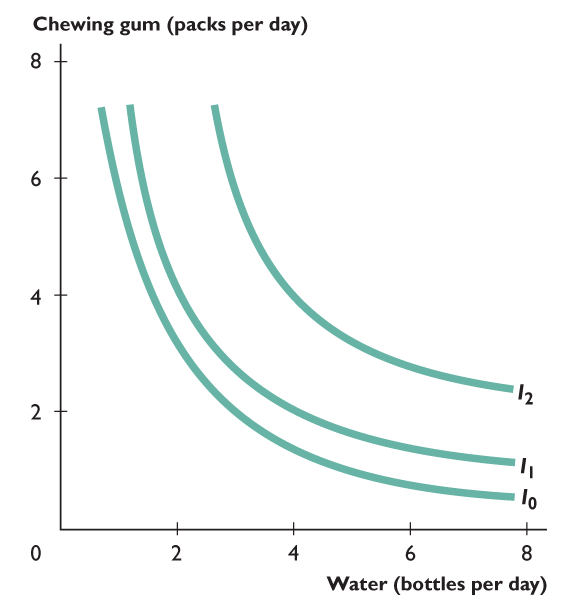 Chewing gum (packs per day)
8
6
4
2
I2
I1
I0
0 2 4 6 8
Water (bottles per day)